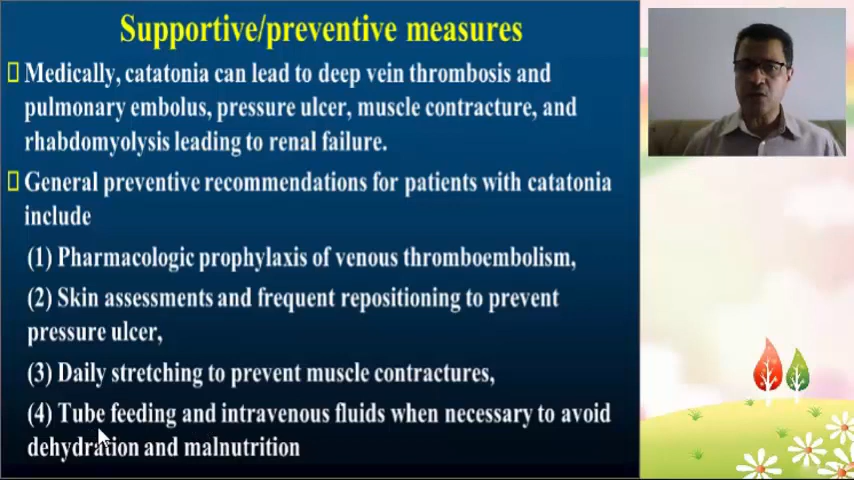 Supportive/preventive measures
Medically, catatonia can lead to deep vein thrombosis and
pulmonary embolus, pressure ulcer, muscle contracture, and
rhabdomyolysis leading to renal failure.
General preventive recommendations for patients with catatonia
include
(1) Pharmacologic prophylaxis of venous thromboembolism,
(2) Skin assessments and frequent repositioning to prevent
pressure ulcer,
(3) Daily stretching to prevent muscle contractures,
(4) Tube feeding and intravenous fluids when necessary to avoid
dehydration and malnutrition